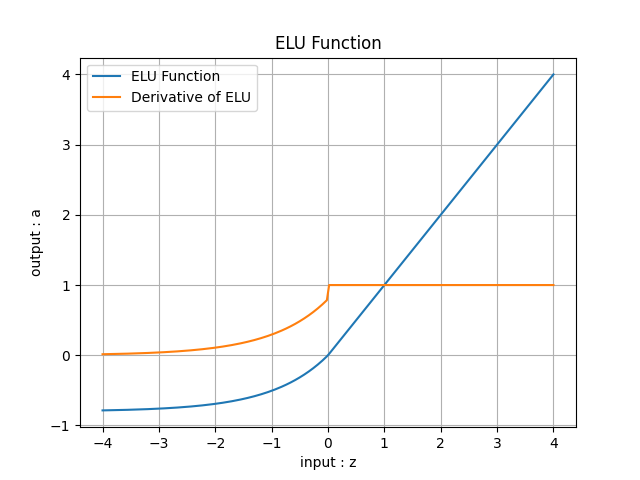 ELU Function
ELU Function
Derivative of ELU
4
3
2
1
0
−1
output : a
−4 −3 −2 −1 0 1 2 3 4
input : z